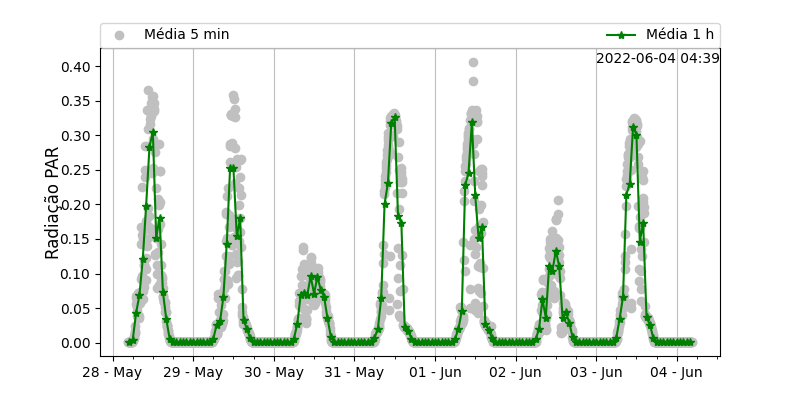 Média 5 min
Média 1 h
2022-06-04 04:39
Radiação PAR
0.40
0.35
0.30
0.25
0.20
0.15
0.10
0.05
0.00
28 - May
29 - May
30 - May
31 - May
01 - Jun
02 - Jun
03 - Jun
04 - Jun